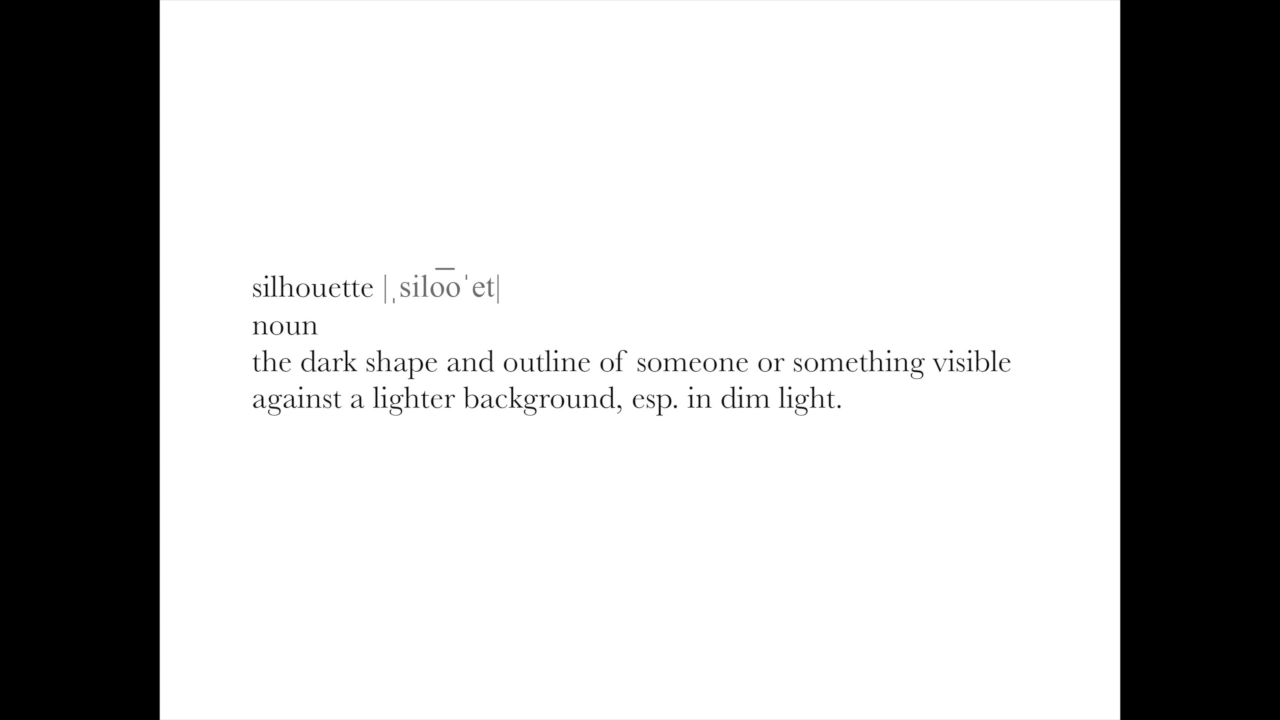 silhouette |ˌsilo͞oˈet|
noun
the dark shape and outline of someone or something visible
against a lighter background, esp. in dim light.